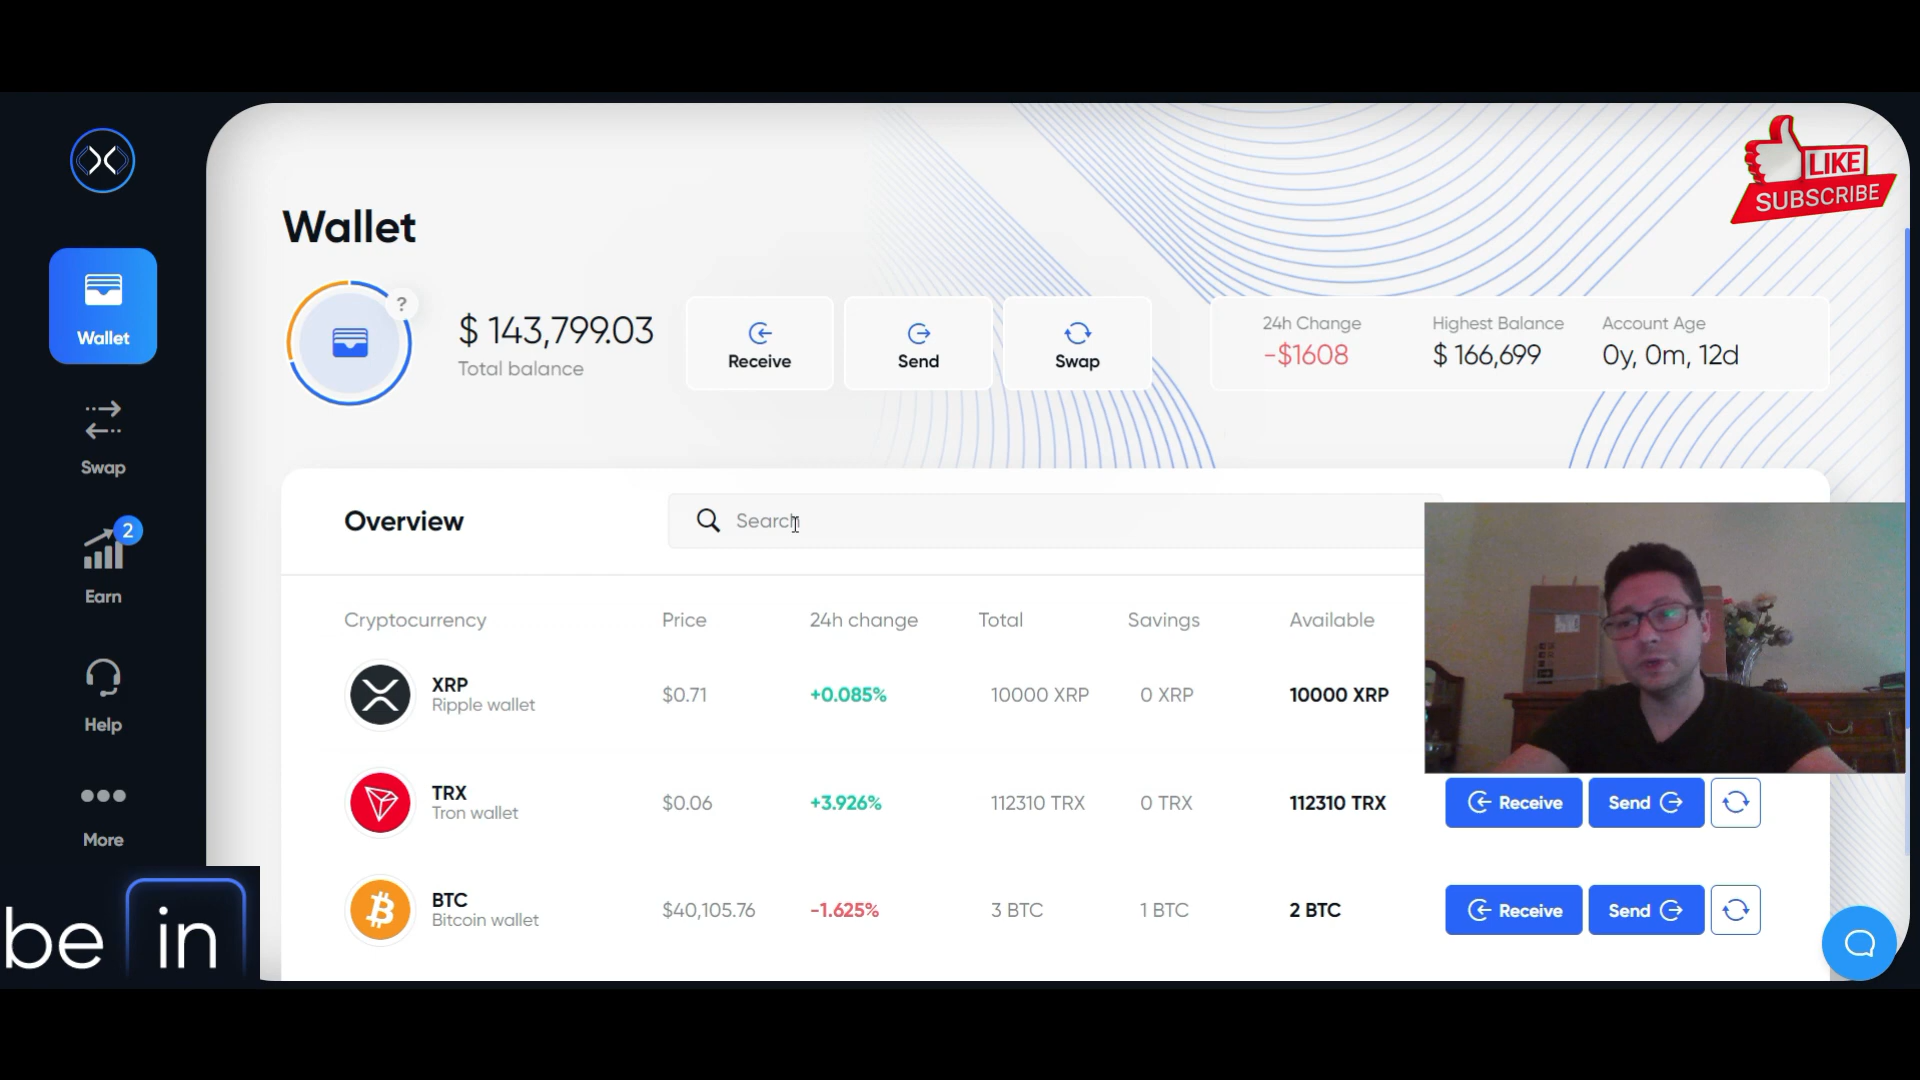 LIKE
SUBSCRIBE
Wallet
?
$ 143,799.03
Total balance
Receive
Send
Swap
24h Change
-$1608
Highest Balance
$ 166,699
Account Age
0y, 0m, 12d
Wallet
Swap
2
Earn
Help
More
Overview
Search
Cryptocurrency Price 24h change Total Savings Available
XRP
Ripple wallet
$0.71 +0.085% 10000 XRP 0 XRP 10000 XRP
TRX
Tron wallet
$0.06 +3.926% 112310 TRX 0 TRX 112310 TRX Receive Send
BTC
Bitcoin wallet
$40,105.76 -1.625% 3 BTC 1 BTC 2 BTC Receive Send
be in